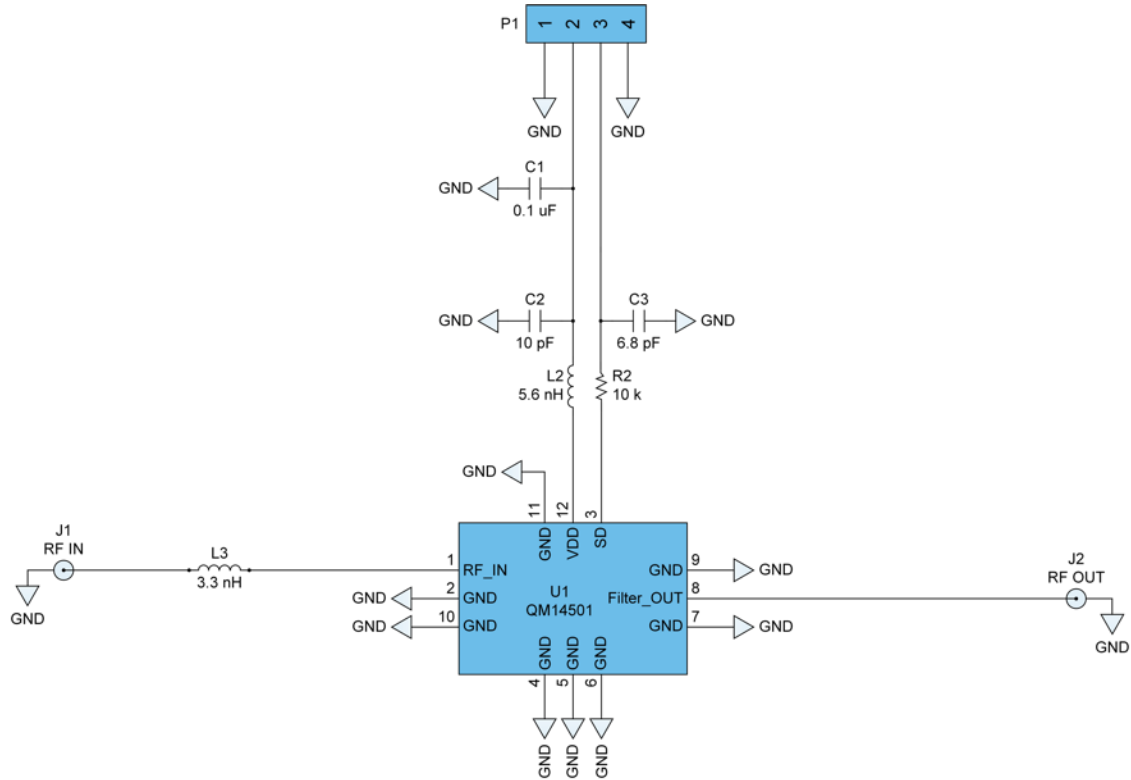 P1
1 2 3 4
GND
GND
C1
GND
0.1 uF
C2
GND
10 pF
C3
GND
6.8 pF
L2
5.6 nH
R2
10 k
GND
11
12
3
GND
VDD
SD
J1
RF IN
GND
L3
3.3 nH
1
RF_IN
GND
2
GND
GND
10
GND
U1
QM14501
GND
9
GND
Filter_OUT
8
GND
7
GND
J2
RF OUT
GND
GND
GND
GND
4
5
6
GND
GND
GND